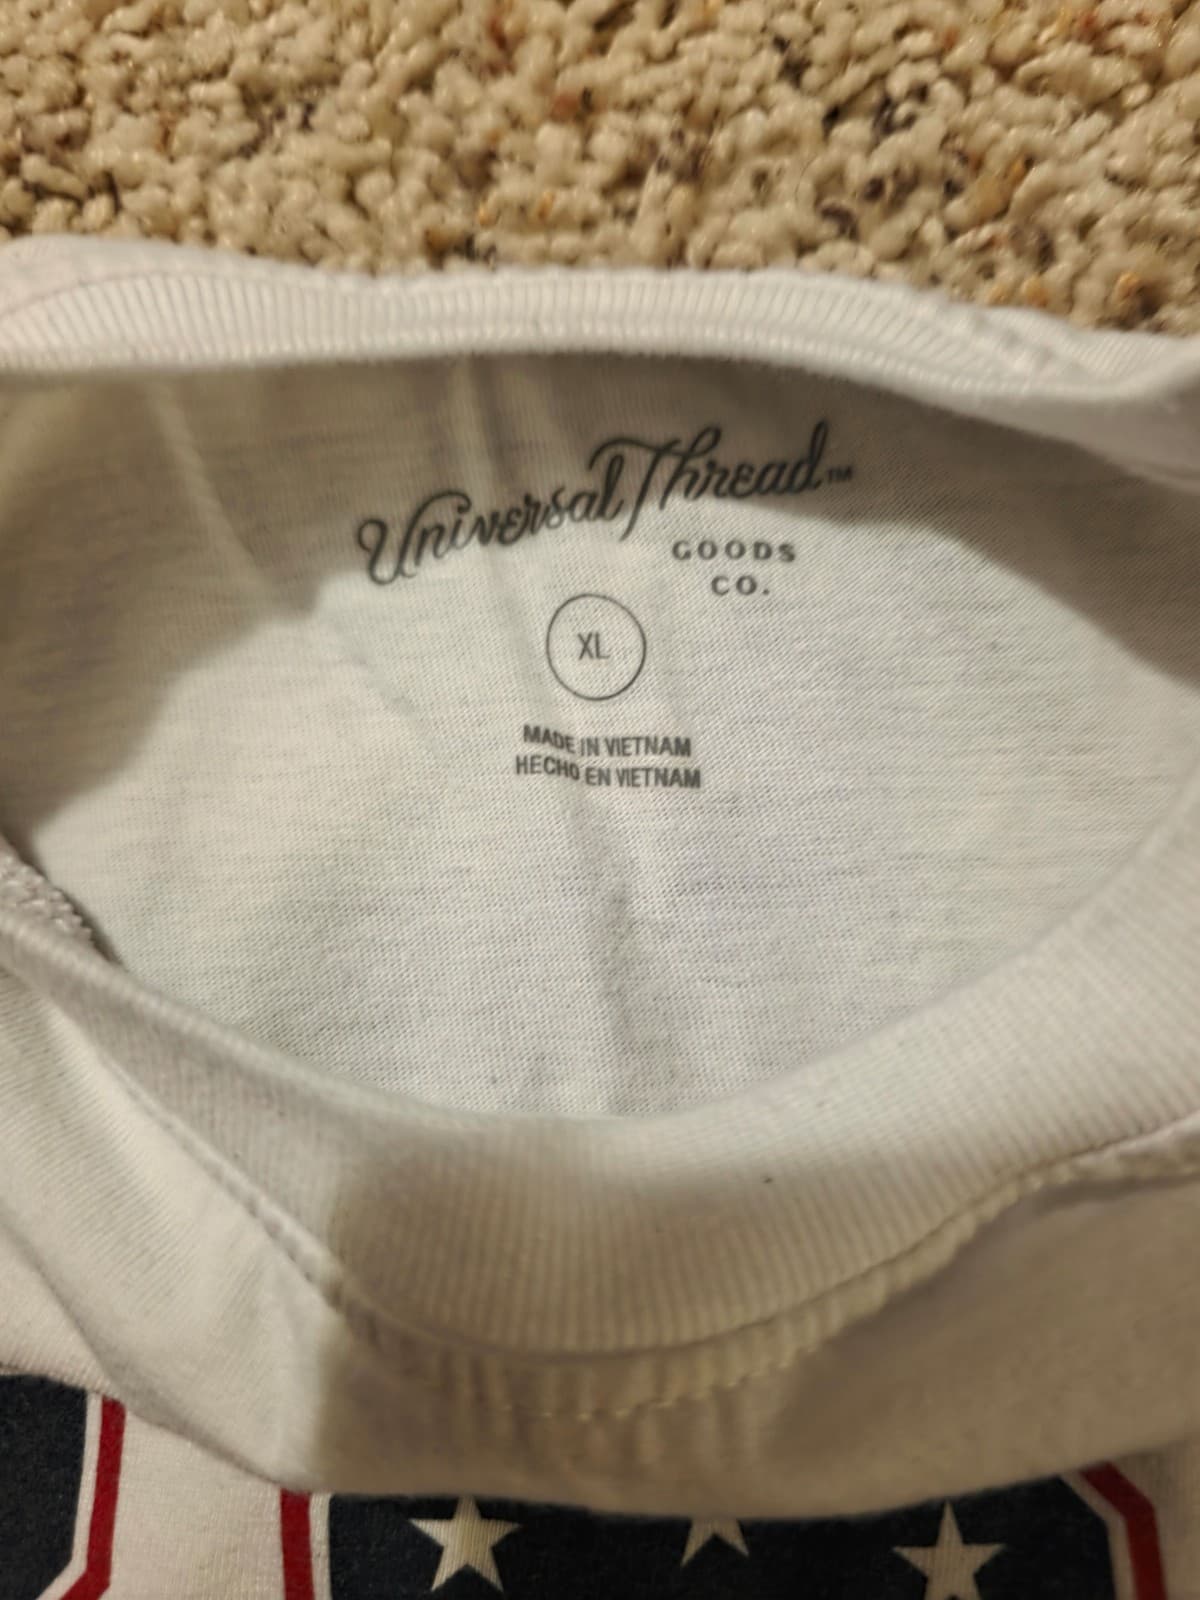 Universal Thread™
GOODS
CO.
XL
MADE IN VIETNAM
HECHO EN VIETNAM